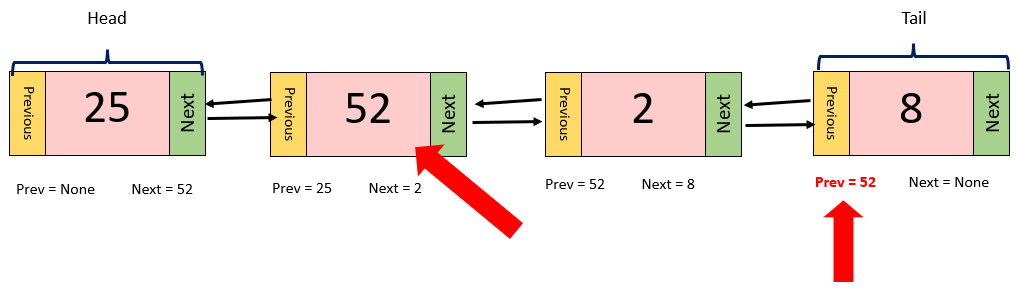 Head
Tail
Previous 25 Next
Previous 52 Next
Previous 2 Next
Previous 8 Next
Prev = None Next = 52
Prev = 25 Next = 2
Prev = 52 Next = 8
Prev = 52 Next = None